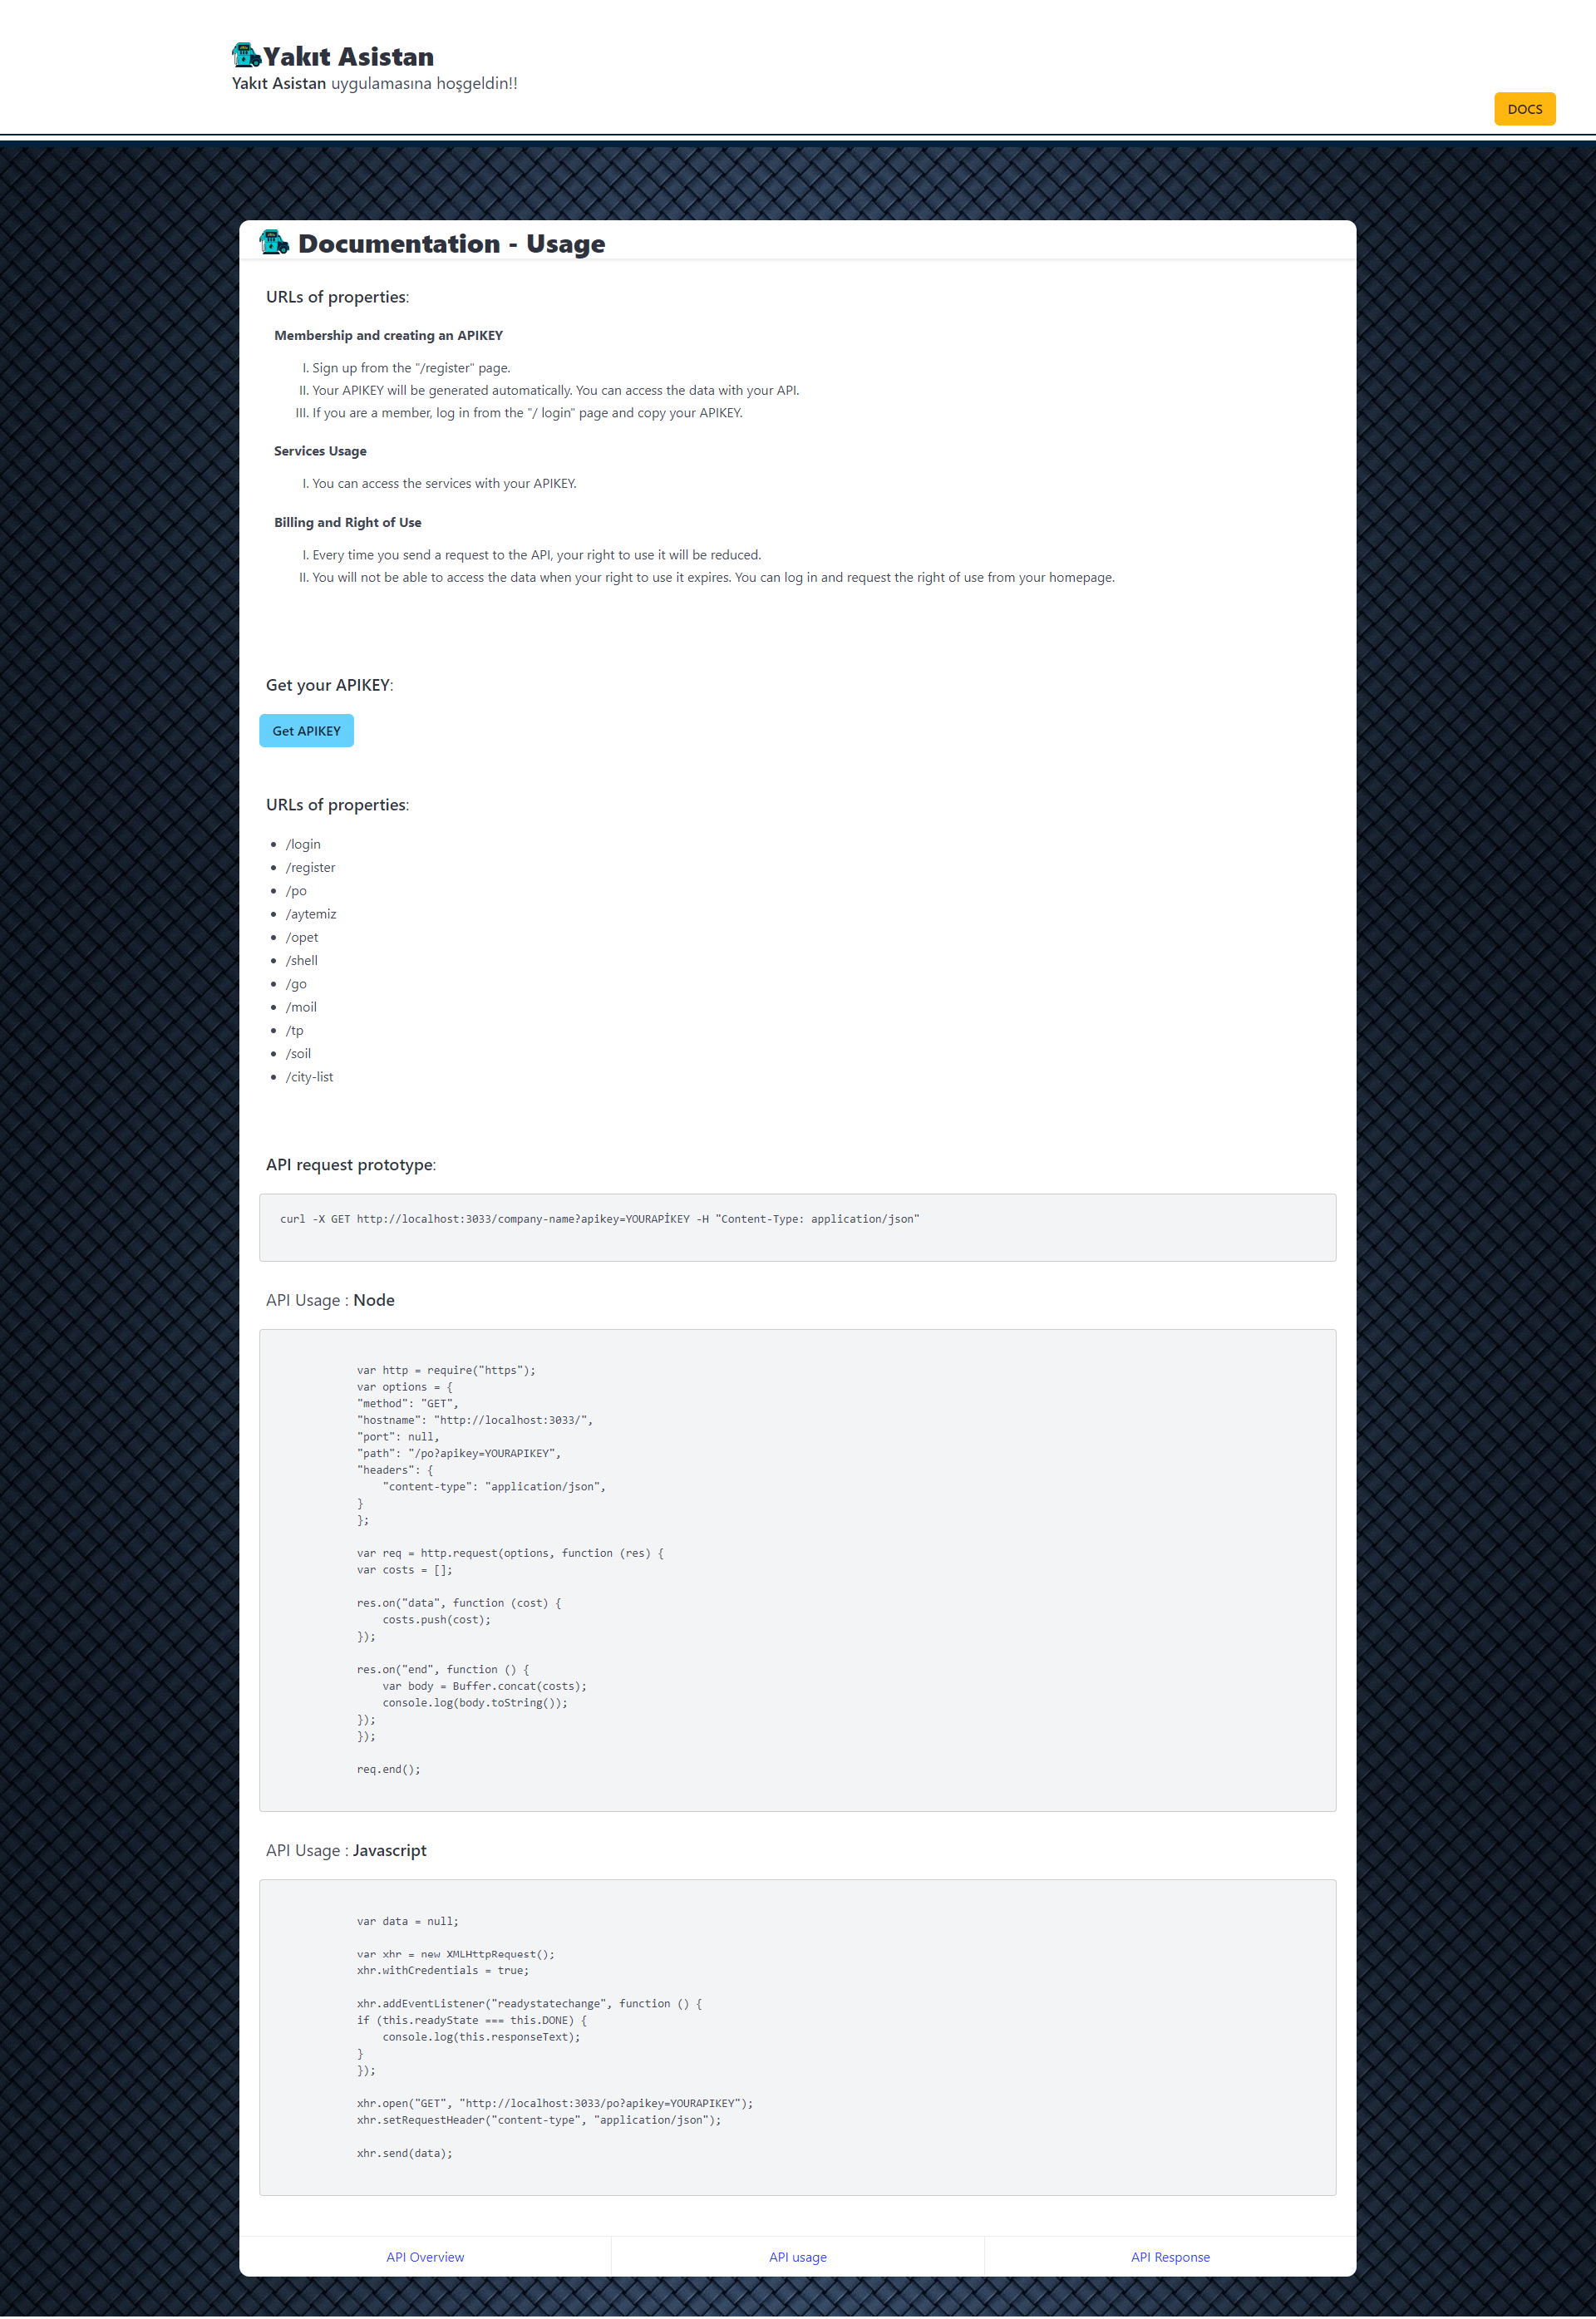 Yakıt Asistan
Yakıt Asistan uygulamasına hoşgeldin!!
DOCS
Documentation - Usage
URLs of properties:
Membership and creating an APIKEY
I. Sign up from the "/register" page.
II. Your APIKEY will be generated automatically. You can access the data with your API.
III. If you are a member, log in from the "/ login" page and copy your APIKEY.
Services Usage
I. You can access the services with your APIKEY.
Billing and Right of Use
I. Every time you send a request to the API, your right to use it will be reduced.
II. You will not be able to access the data when your right to use it expires. You can log in and request the right of use from your homepage.
Get your APIKEY:
Get APIKEY
URLs of properties:
• /login
• /register
• /po
• /aytemiz
• /opet
• /shell
• /go
• /moil
• /tp
• /soil
• /city-list
API request prototype:
curl -X GET http://localhost:3033/company-name?apikey=YOURAPİKEY -H "Content-Type: application/json"
API Usage : Node
var http = require("https");
var options = {
"method": "GET",
"hostname": "http://localhost:3033/",
"port": null,
"path": "/po?apikey=YOURAPIKEY",
"headers": {
    "content-type": "application/json",
}
};
var req = http.request(options, function (res) {
var costs = [];
res.on("data", function (cost) {
    costs.push(cost);
});
res.on("end", function () {
    var body = Buffer.concat(costs);
    console.log(body.toString());
});
});
req.end();
API Usage : Javascript
var data = null;
var xhr = new XMLHttpRequest();
xhr.withCredentials = true;
xhr.addEventListener("readystatechange", function () {
if (this.readyState === this.DONE) {
    console.log(this.responseText);
}
});
xhr.open("GET", "http://localhost:3033/po?apikey=YOURAPIKEY");
xhr.setRequestHeader("content-type", "application/json");
xhr.send(data);
API Overview
API usage
API Response